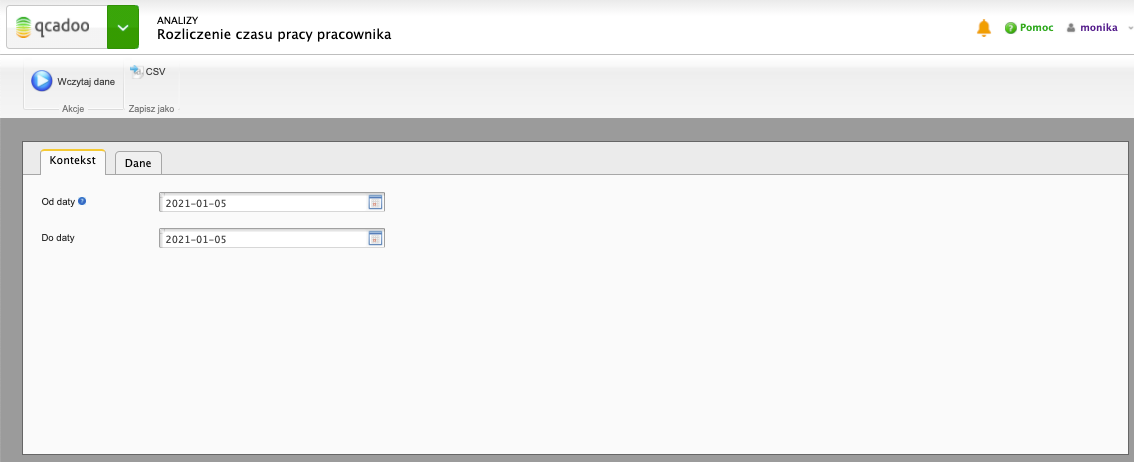 qcadoo
ANALIZY
Rozliczenie czasu pracy pracownika
Pomoc
monika
Wczytaj dane
CSV
Akcje
Zapisz jako
Kontekst
Dane
Od daty
2021-01-05
Do daty
2021-01-05